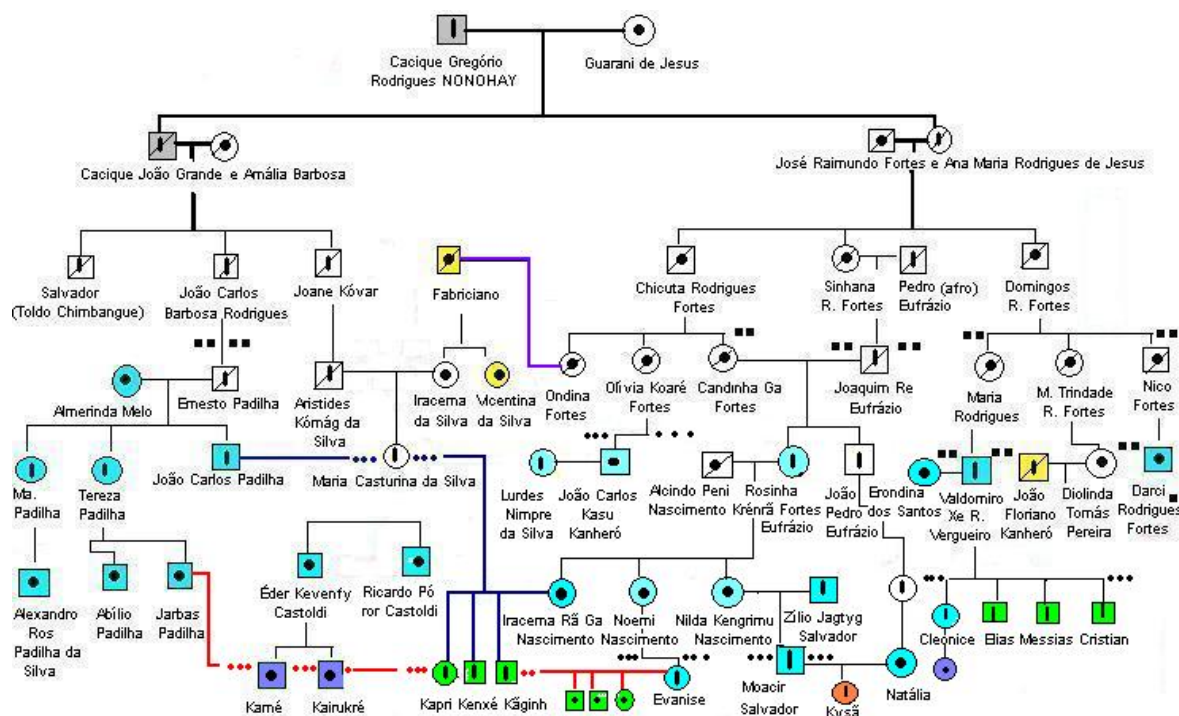 Cacique Gregório
Rodrigues NONOHAY
Guarani de Jesus
Cacique João Grande e Amália Barbosa
José Raimundo Fortes e Ana Maria Rodrigues de Jesus
Salvador
(Toldo Chimbangue)
João Carlos
Barbosa Rodrigues
Joane Kóvar
Fabriciano
Chicuta Rodrigues
Fortes
Sinhana
R. Fortes
Pedro (afro)
Eufrázio
Domingos
R. Fortes
Almerinda Melo
Ernesto Padilha
Aristides
Kómág da
Silva
Iracema
da Silva
Vicentina
da Silva
Ondina
Fortes
Olívia Koaré
Fortes
Candinha Ga
Fortes
Joaquim Re
Eufrázio
Maria
Rodrigues
M. Trindade
R. Fortes
Nico
Fortes
Ma.
Padilha
Tereza
Padilha
João Carlos Padilha
Maria Casturina da Silva
Lurdes
Nimpre
da Silva
João Carlos
Kasu
Kanheró
Alcindo Peni
Nascimento
Rosinha
Krénrã Fortes
Eufrázio
João
Pedro
Eufrázio
Erondina
dos Santos
Valdomiro
Xe R.
Vergueiro
João
Floriano
Kanheró
Diolinda
Tomás
Pereira
Darci
Rodrigues
Fortes
Alexandro
Ros
Padilha da
Silva
Abílio
Padilha
Jarbas
Padilha
Éder Kevenfy
Castoldi
Ricardo Pó
ror Castoldi
Iracema Rã Ga
Nascimento
Noemi
Nascimento
Nilda Kengrimu
Nascimento
Zílio Jagtyg
Salvador
Cleonice
Elias Messias Cristian
Kamé
Kairukré
Kapri Kenxé Kãginh
Evanise
Moacir
Salvador
Kysã
Natália